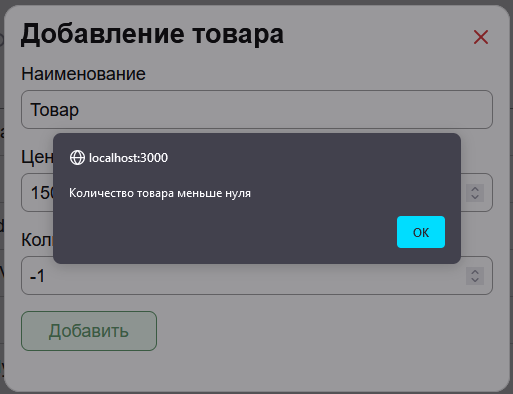 Добавление товара
Наименование
Товар
localhost:3000
Количество товара меньше нуля
OK
-1
Добавить